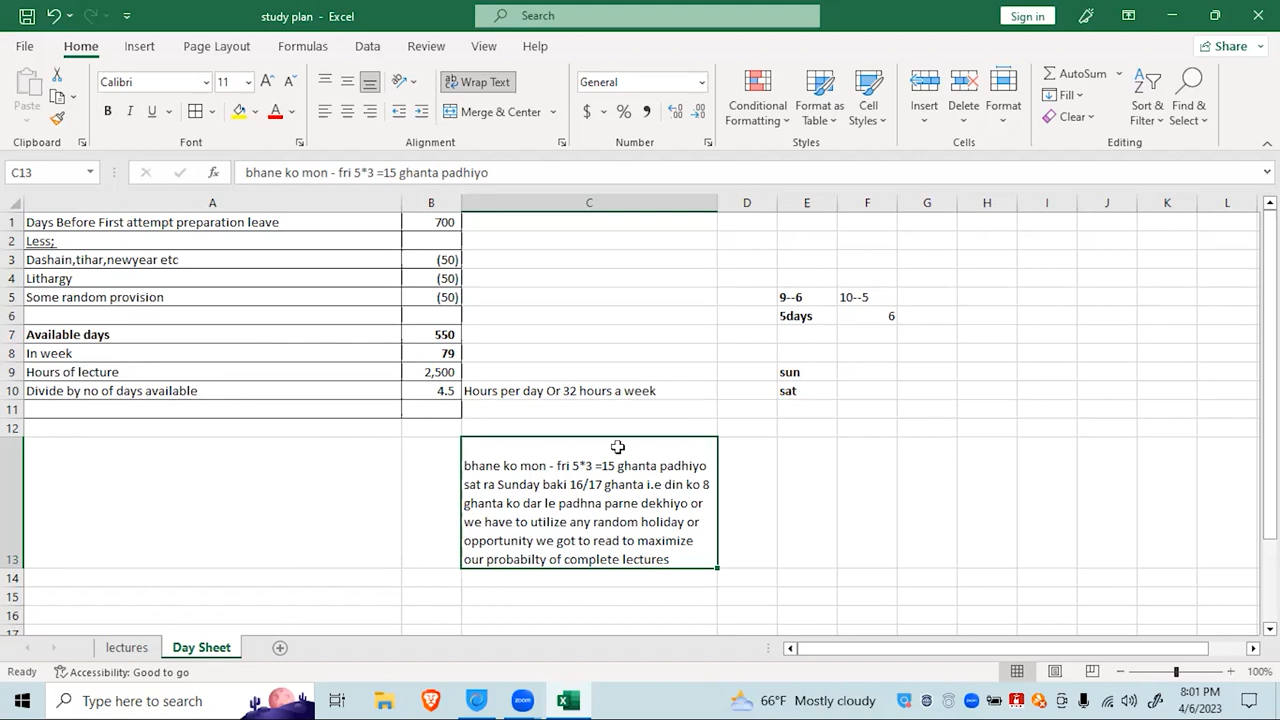 study plan - Excel
Search
Sign in
File Home Insert Page Layout Formulas Data Review View Help
Share
Paste
Calibri 11
B I U
Wrap Text
Merge & Center
General
$ % ,
Conditional Formatting
Format as Table
Cell Styles
Insert
Delete
Format
AutoSum
Fill
Clear
Sort & Filter
Find & Select
Clipboard Font Alignment Number Styles Cells Editing
C13 fx bhane ko mon - fri 5*3 =15 ghanta padhiyo
A B C D E F G H I J K L
1 Days Before First attempt preparation leave 700
2 Less;
3 Dashain,tihar,newyear etc (50)
4 Lithargy (50)
5 Some random provision (50) 9--6 10--5
6 5days 6
7 Available days 550
8 In week 79
9 Hours of lecture 2,500 sun
10 Divide by no of days available 4.5 Hours per day Or 32 hours a week sat
11
12
13
bhane ko mon - fri 5*3 =15 ghanta padhiyo
sat ra Sunday baki 16/17 ghanta i.e din ko 8
ghanta ko dar le padhna parne dekhiyo or
we have to utilize any random holiday or
opportunity we got to read to maximize
our probabilty of complete lectures
14
15
16
17
lectures Day Sheet
Ready Accessibility: Good to go 100%
Type here to search
zoom
66°F Mostly cloudy
8:01 PM
4/6/2023